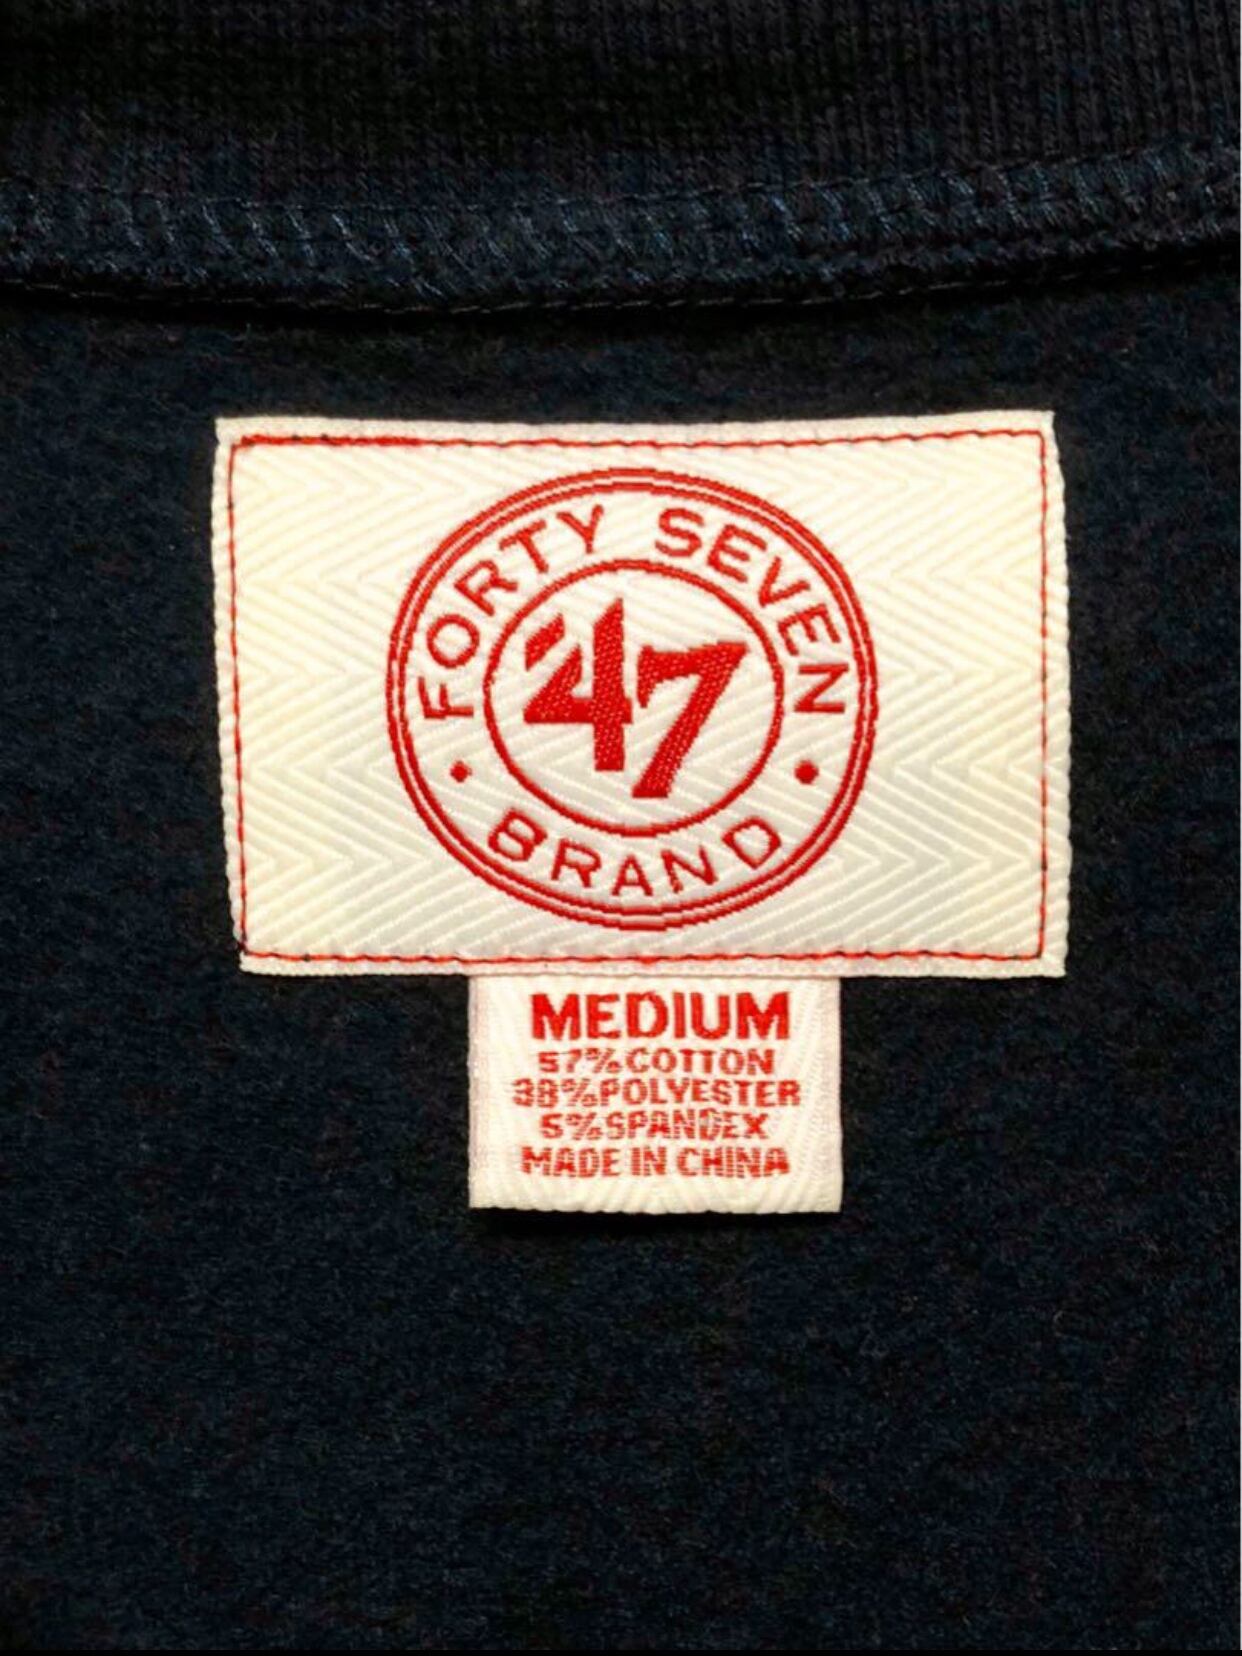 FORTY SEVEN
47
BRAND
MEDIUM
57%COTTON
38%POLYESTER
5%SPANDEX
MADE IN CHINA